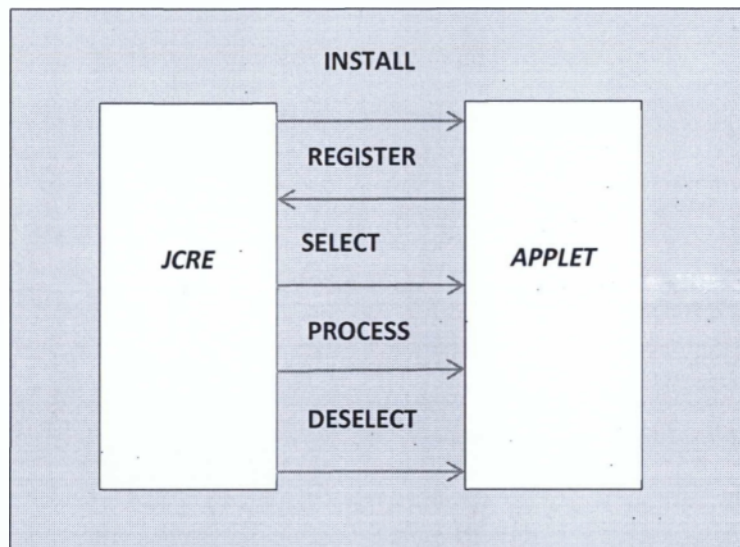 INSTALL
REGISTER
SELECT
JCRE
APPLET
PROCESS
DESELECT